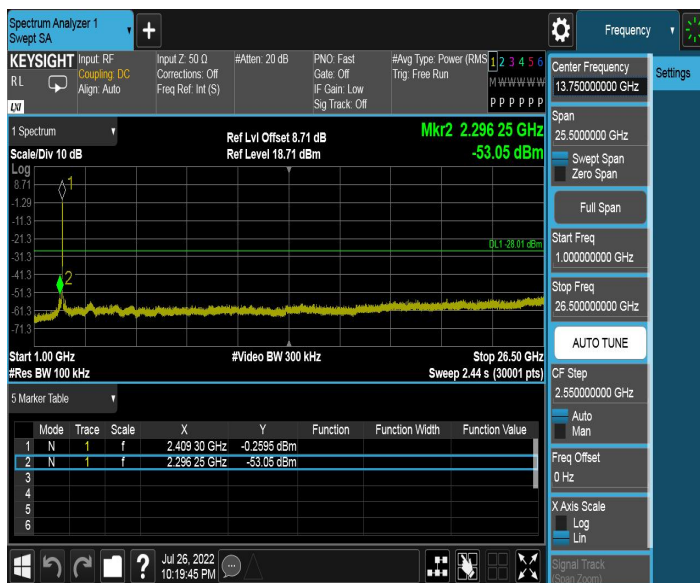 Spectrum Analyzer 1
Swept SA
+
Frequency
Settings
KEYSIGHT
RL
LXI
Input: RF
Coupling: DC
Align: Auto
Input Z: 50 Ω
Corrections: Off
Freq Ref: Int (S)
#Atten: 20 dB
PNO: Fast
Gate: Off
IF Gain: Low
Sig Track: Off
#Avg Type: Power (RMS
Trig: Free Run
1 2 3 4 5 6
M W W W W W
P P P P P P
1 Spectrum
Scale/Div 10 dB
Ref Lvl Offset 8.71 dB
Ref Level 18.71 dBm
Mkr2 2.296 25 GHz
-53.05 dBm
Log
8.71
-1.29
-11.3
-21.3
-31.3
-41.3
-51.3
-61.3
-71.3
1
2
DL1 -28.01 dBm
Start 1.00 GHz
#Res BW 100 kHz
#Video BW 300 kHz
Stop 26.50 GHz
Sweep 2.44 s (30001 pts)
5 Marker Table
Mode Trace Scale X Y Function Function Width Function Value
1 N 1 f 2.409 30 GHz -0.2595 dBm
2 N 1 f 2.296 25 GHz -53.05 dBm
3
4
5
6
Center Frequency
13.750000000 GHz
Span
25.5000000 GHz
Swept Span
Zero Span
Full Span
Start Freq
1.000000000 GHz
Stop Freq
26.500000000 GHz
AUTO TUNE
CF Step
2.550000000 GHz
Auto
Man
Freq Offset
0 Hz
X Axis Scale
Log
Lin
Signal Track
(Span Zoom)
?
Jul 26, 2022
10:19:45 PM